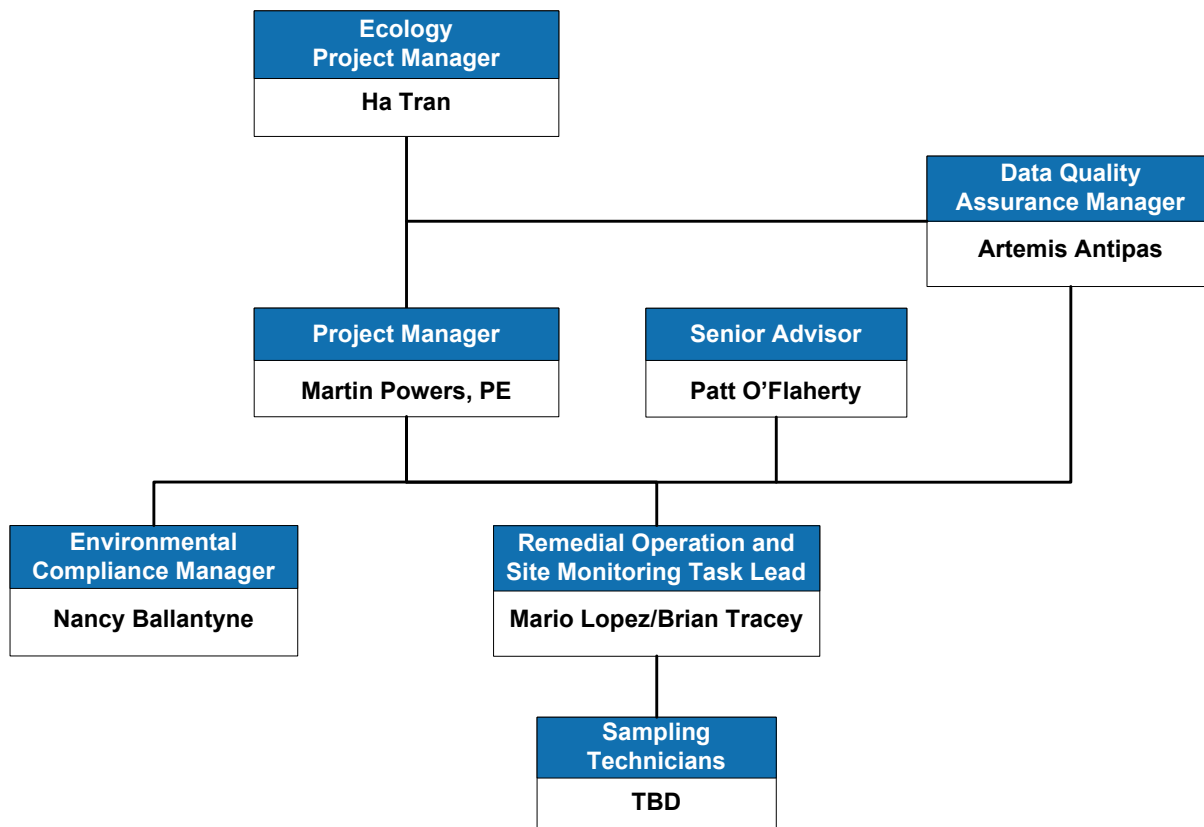 Ecology
Project Manager
Ha Tran
Data Quality
Assurance Manager
Artemis Antipas
Project Manager
Martin Powers, PE
Senior Advisor
Patt O’Flaherty
Environmental
Compliance Manager
Nancy Ballantyne
Remedial Operation and
Site Monitoring Task Lead
Mario Lopez/Brian Tracey
Sampling
Technicians
TBD